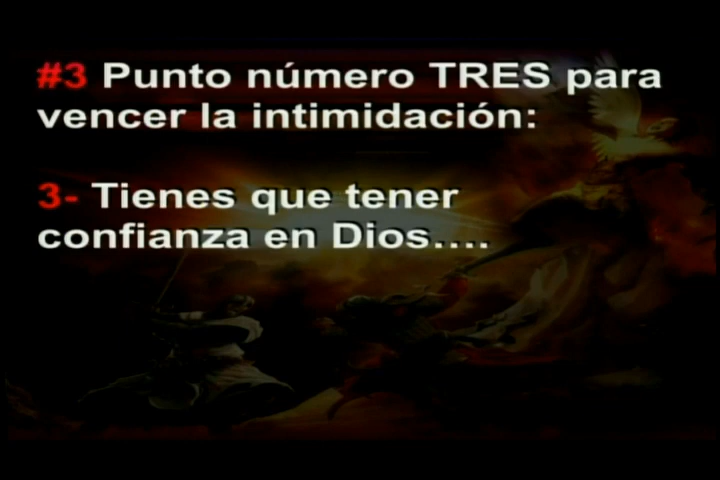 #3 Punto número TRES para
vencer la intimidación:
3- Tienes que tener
confianza en Dios....